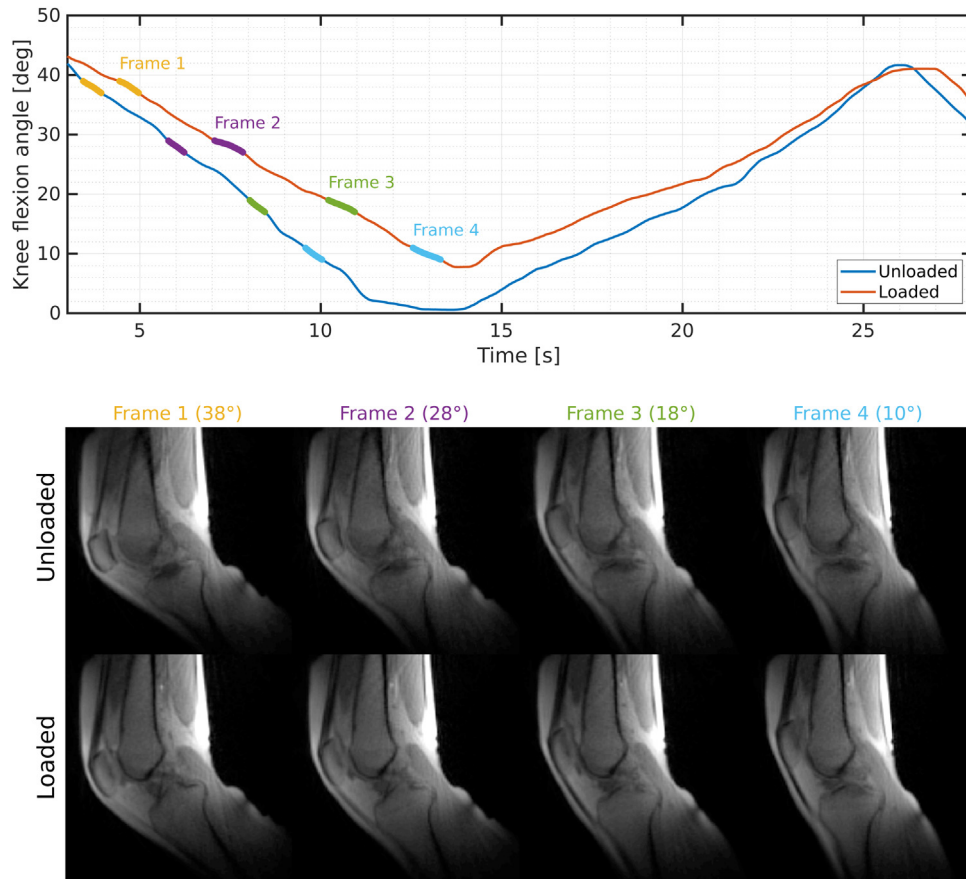 50
40
30
20
10
0
Knee flexion angle [deg]
Frame 1
Frame 2
Frame 3
Frame 4
Unloaded
Loaded
5 10 15 20 25
Time [s]
Frame 1 (38°) Frame 2 (28°) Frame 3 (18°) Frame 4 (10°)
Unloaded
Loaded